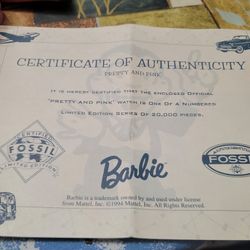 CERTIFICATE OF AUTHENTICITY
PRETTY AND PINK
IT IS HEREBY CERTIFIED THAT THE ENCLOSED OFFICIAL
"PRETTY AND PINK" WATCH IS ONE OF A NUMBERED
LIMITED EDITION SERIES OF 20,000 PIECES.
CERTIFIED
FOSSIL
LIMITED EDITION
Barbie
AUTHENTIC
FOSSIL
Barbie is a trademark owned by and used under license
from Mattel, Inc. ©1994 Mattel, Inc. All Rights Reserved.